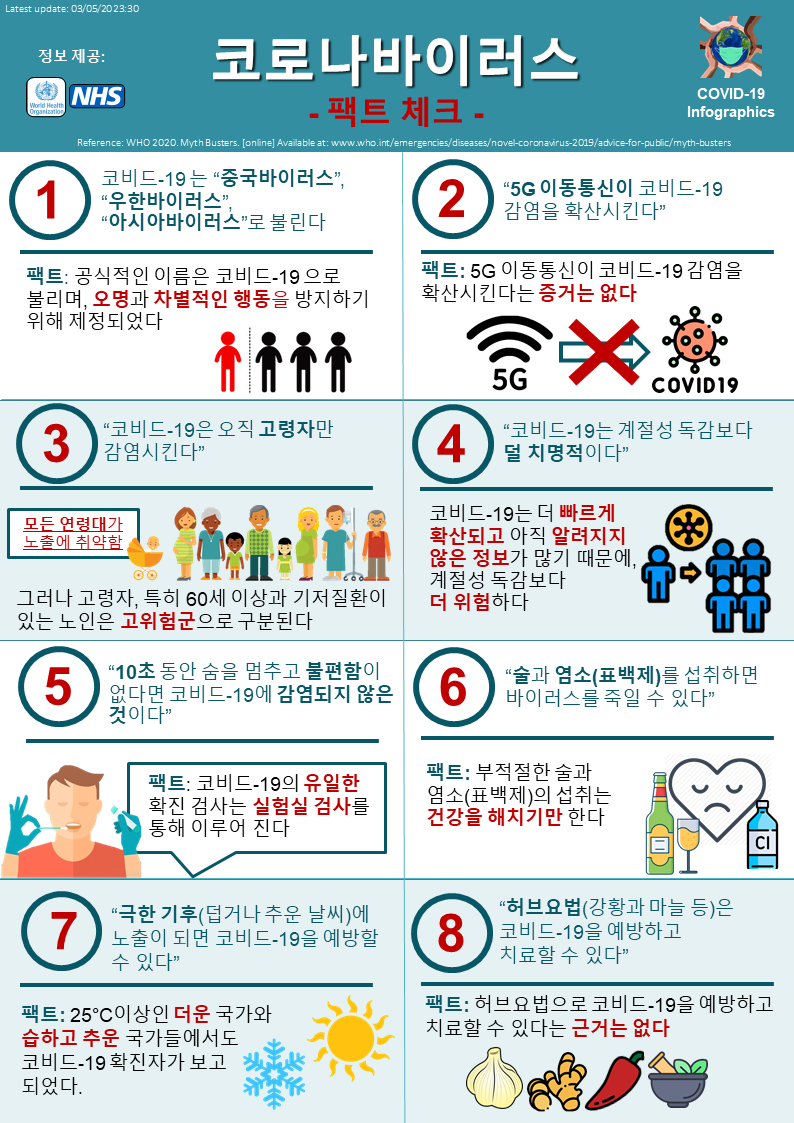 Latest update: 03/05/2023:30
정보 제공:
World Health
Organization
NHS
코로나바이러스
- 팩트 체크 -
COVID-19
Infographics
Reference: WHO 2020. Myth Busters. [online] Available at: www.who.int/emergencies/diseases/novel-coronavirus-2019/advice-for-public/myth-busters
1
코비드-19 는 “중국바이러스”,
“우한바이러스”,
“아시아바이러스”로 불린다
팩트: 공식적인 이름은 코비드-19 으로
불리며, 오명과 차별적인 행동을 방지하기
위해 제정되었다
2
“5G 이동통신이 코비드-19
감염을 확산시킨다”
팩트: 5G 이동통신이 코비드-19 감염을
확산시킨다는 증거는 없다
5G
COVID19
3
“코비드-19은 오직 고령자만
감염시킨다”
모든 연령대가
노출에 취약함
그러나 고령자, 특히 60세 이상과 기저질환이
있는 노인은 고위험군으로 구분된다
4
“코비드-19는 계절성 독감보다
덜 치명적이다”
코비드-19는 더 빠르게
확산되고 아직 알려지지
않은 정보가 많기 때문에,
계절성 독감보다
더 위험하다
5
“10초 동안 숨을 멈추고 불편함이
없다면 코비드-19에 감염되지 않은
것이다”
팩트: 코비드-19의 유일한
확진 검사는 실험실 검사를
통해 이루어 진다
6
“술과 염소(표백제)를 섭취하면
바이러스를 죽일 수 있다”
팩트: 부적절한 술과
염소(표백제)의 섭취는
건강을 해치기만 한다
Cl
7
“극한 기후(덥거나 추운 날씨)에
노출이 되면 코비드-19을 예방할
수 있다”
팩트: 25°C이상인 더운 국가와
습하고 추운 국가들에서도
코비드-19 확진자가 보고
되었다.
8
“허브요법(강황과 마늘 등)은
코비드-19을 예방하고
치료할 수 있다”
팩트: 허브요법으로 코비드-19을 예방하고
치료할 수 있다는 근거는 없다